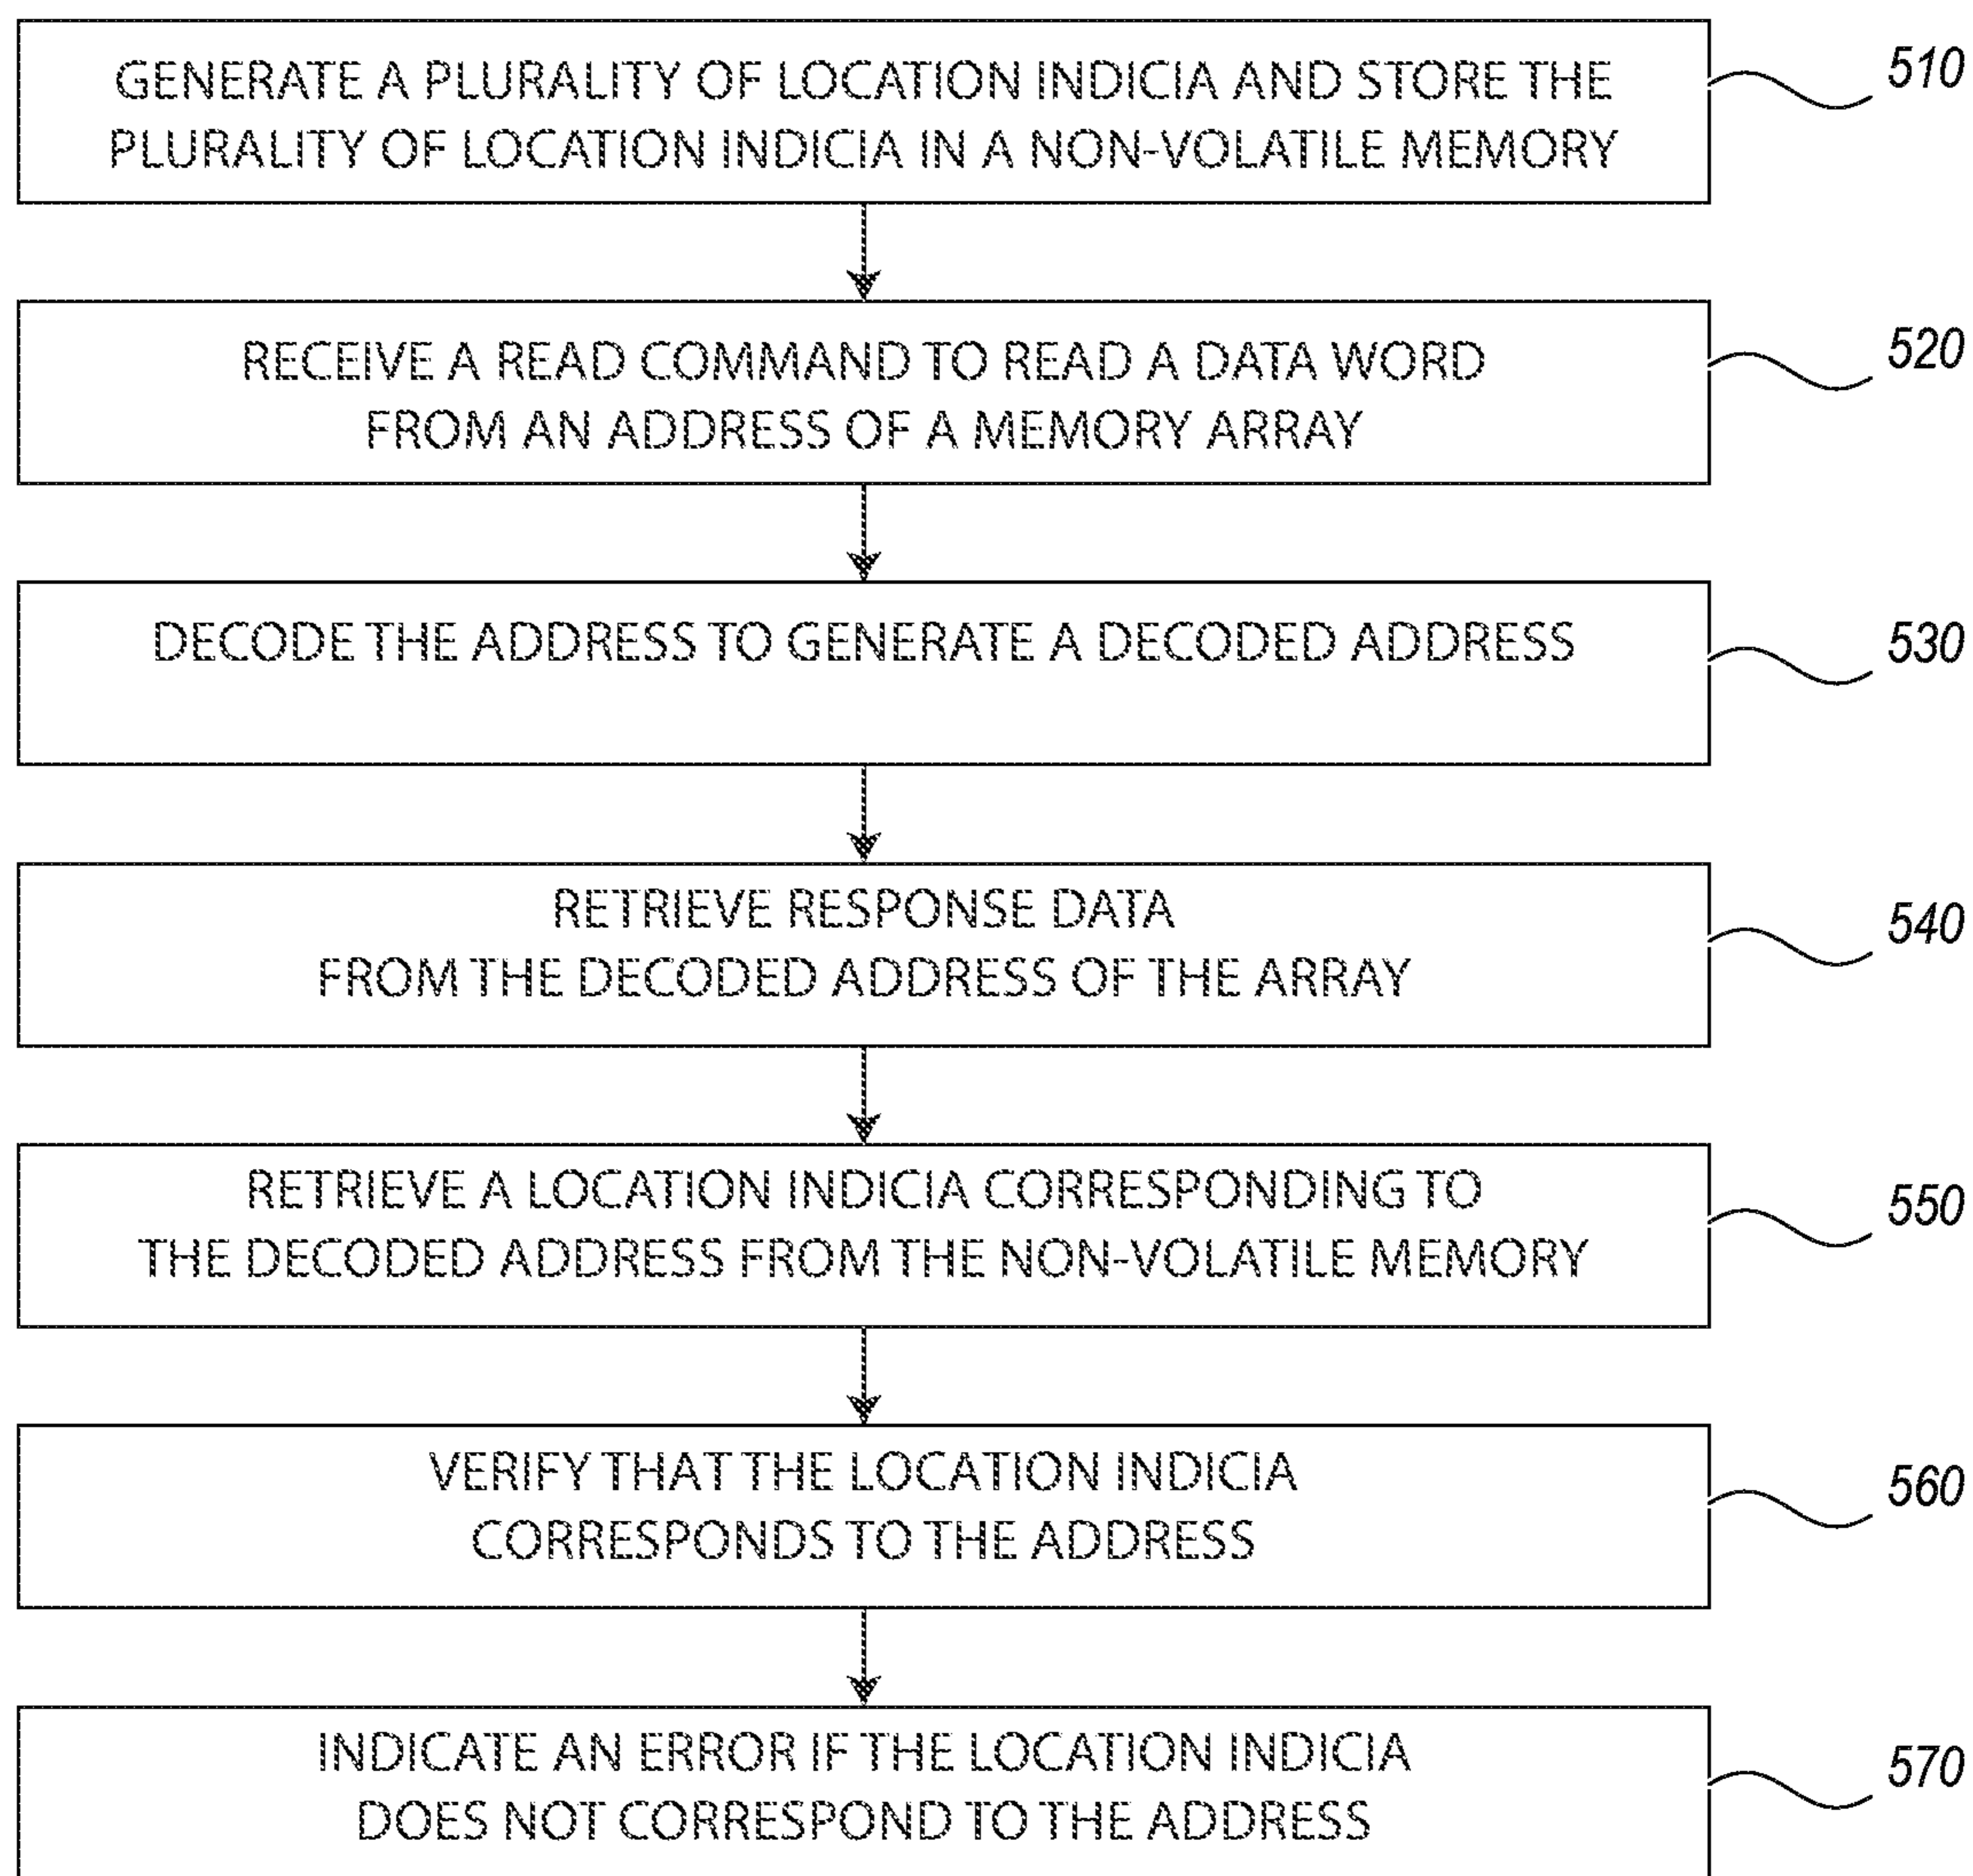 GENERATE A PLURALITY OF LOCATION INDICIA AND STORE THE
PLURALITY OF LOCATION INDICIA IN A NON-VOLATILE MEMORY
510
RECEIVE A READ COMMAND TO READ A DATA WORD
FROM AN ADDRESS OF A MEMORY ARRAY
520
DECODE THE ADDRESS TO GENERATE A DECODED ADDRESS
530
RETRIEVE RESPONSE DATA
FROM THE DECODED ADDRESS OF THE ARRAY
540
RETRIEVE A LOCATION INDICIA CORRESPONDING TO
THE DECODED ADDRESS FROM THE NON-VOLATILE MEMORY
550
VERIFY THAT THE LOCATION INDICIA
CORRESPONDS TO THE ADDRESS
560
INDICATE AN ERROR IF THE LOCATION INDICIA
DOES NOT CORRESPOND TO THE ADDRESS
570